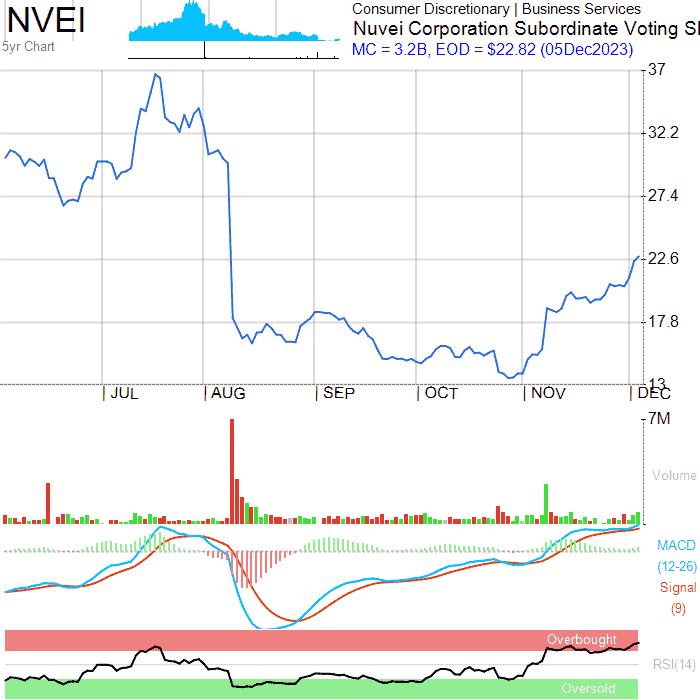 NVEI
5yr Chart
Consumer Discretionary | Business Services
Nuvei Corporation Subordinate Voting SI
MC = 3.2B, EOD = $22.82 (05Dec2023)
37
32.2
27.4
22.6
17.8
13
| JUL | AUG | SEP | OCT | NOV | DEC
7M
Volume
MACD
(12-26)
Signal
(9)
Overbought
RSI(14)
Oversold